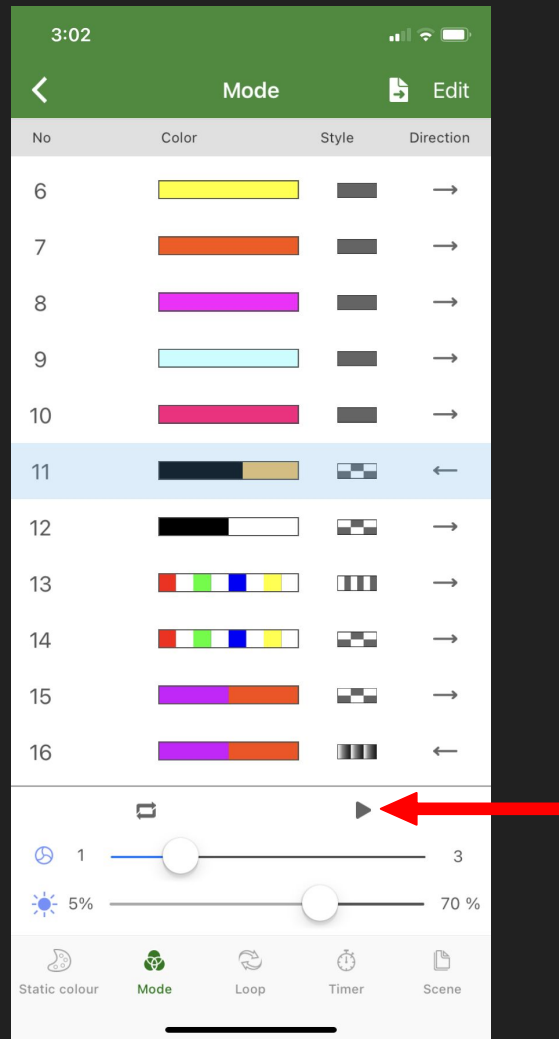 3:02
Mode
Edit
No Color Style Direction
6
7
8
9
10
11
12
13
14
15
16
1 3
5% 70 %
Static colour Mode Loop Timer Scene